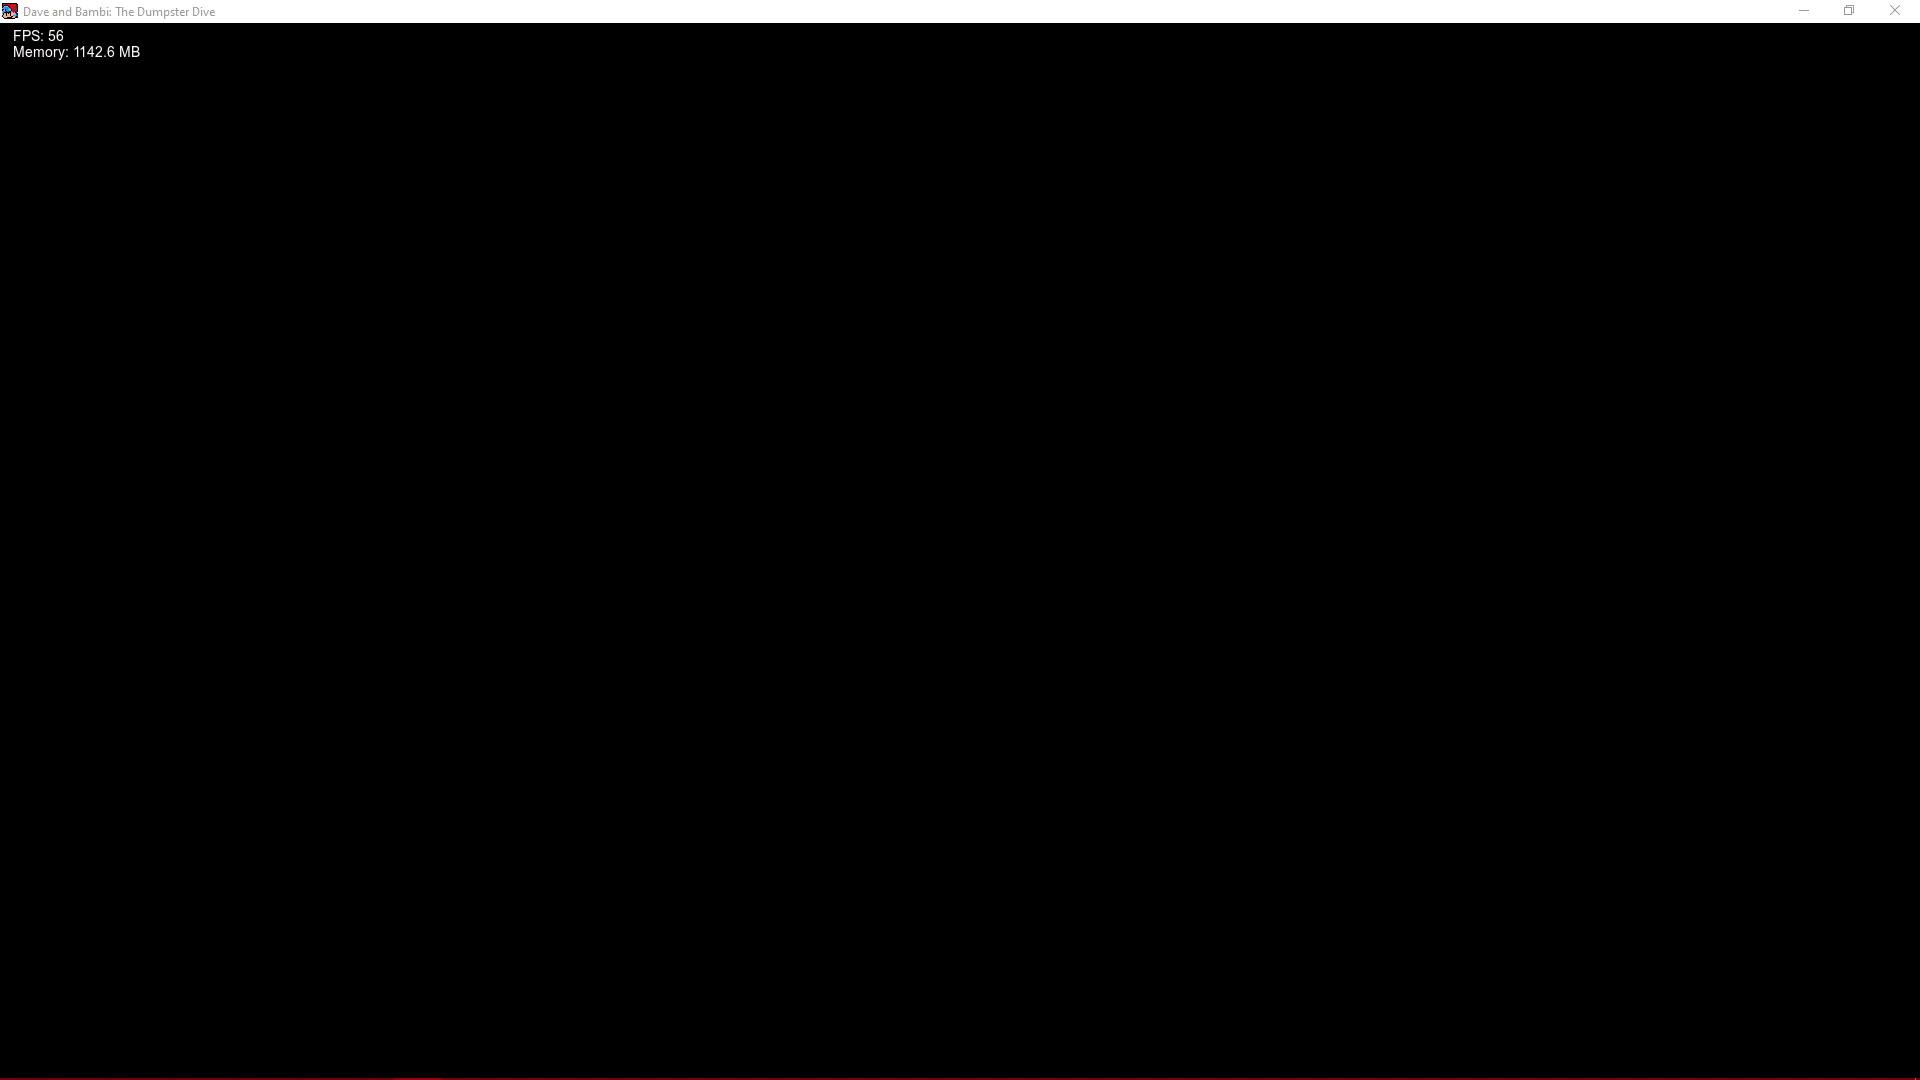 Dave and Bambi: The Dumpster Dive
FPS: 56
Memory: 1142.6 MB